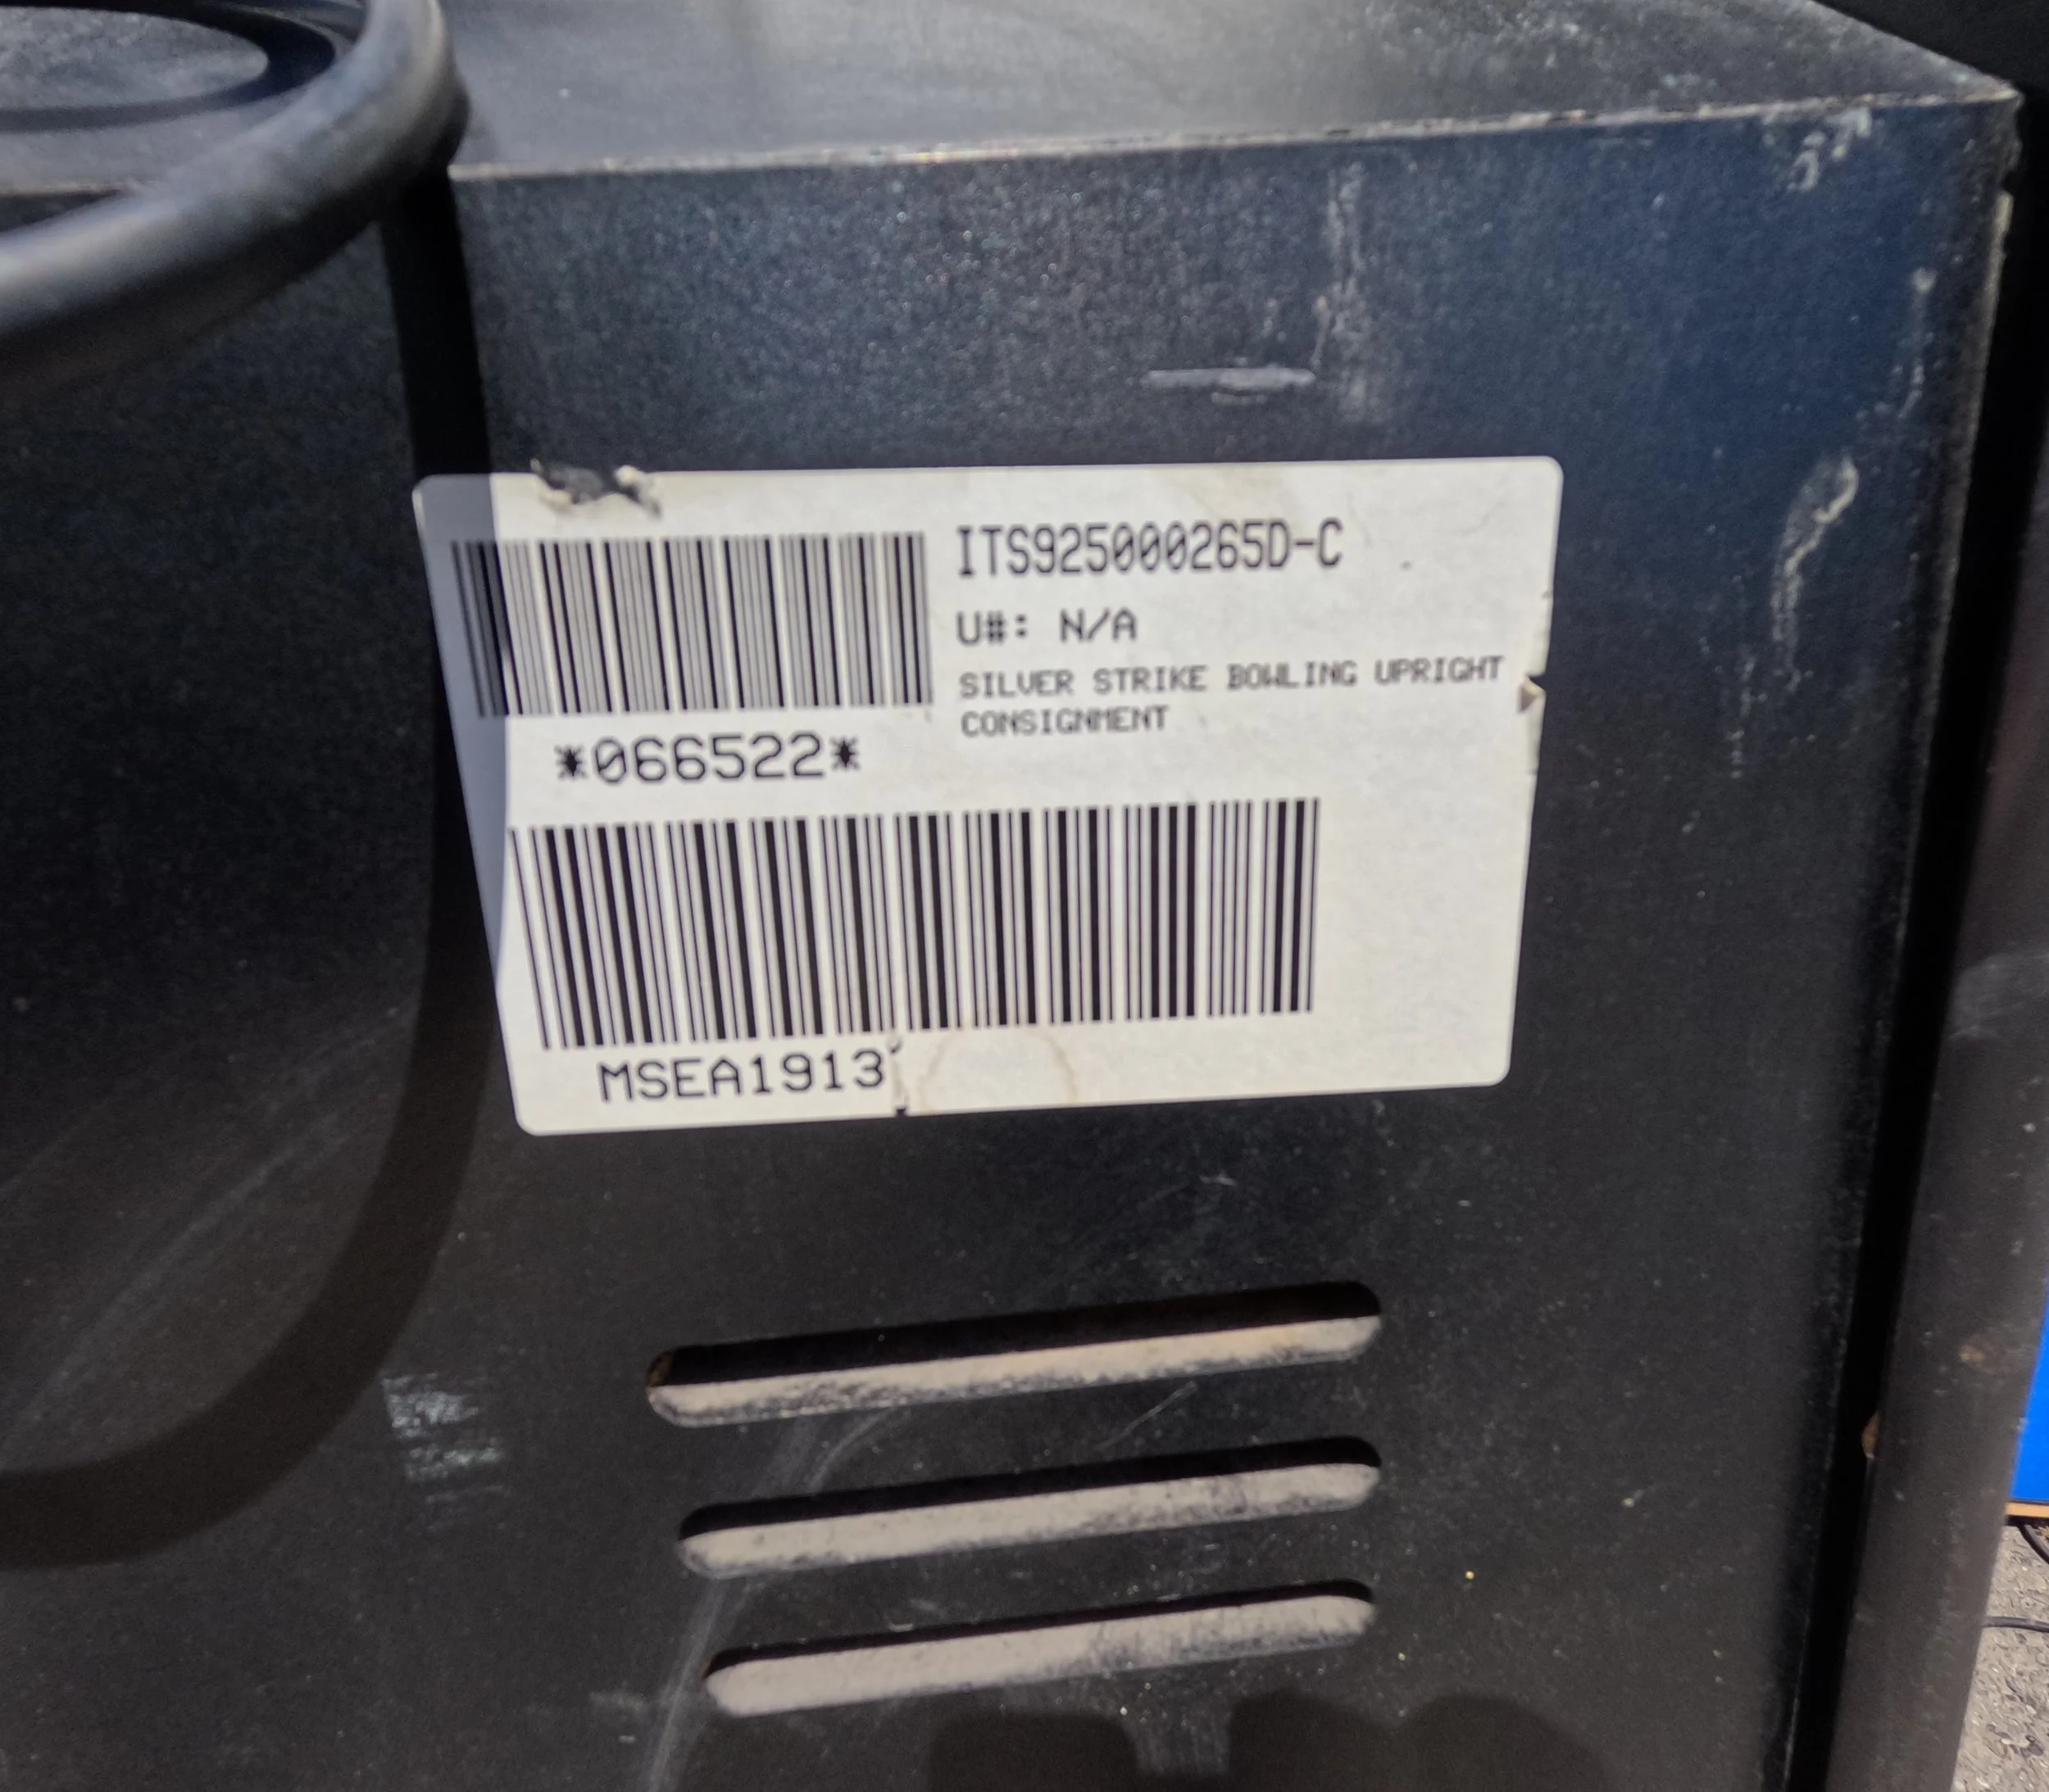 ITS925000265D-C
U#: N/A
SILVER STRIKE BOWLING UPRIGHT
CONSIGNMENT
*066522*
MSEA1913